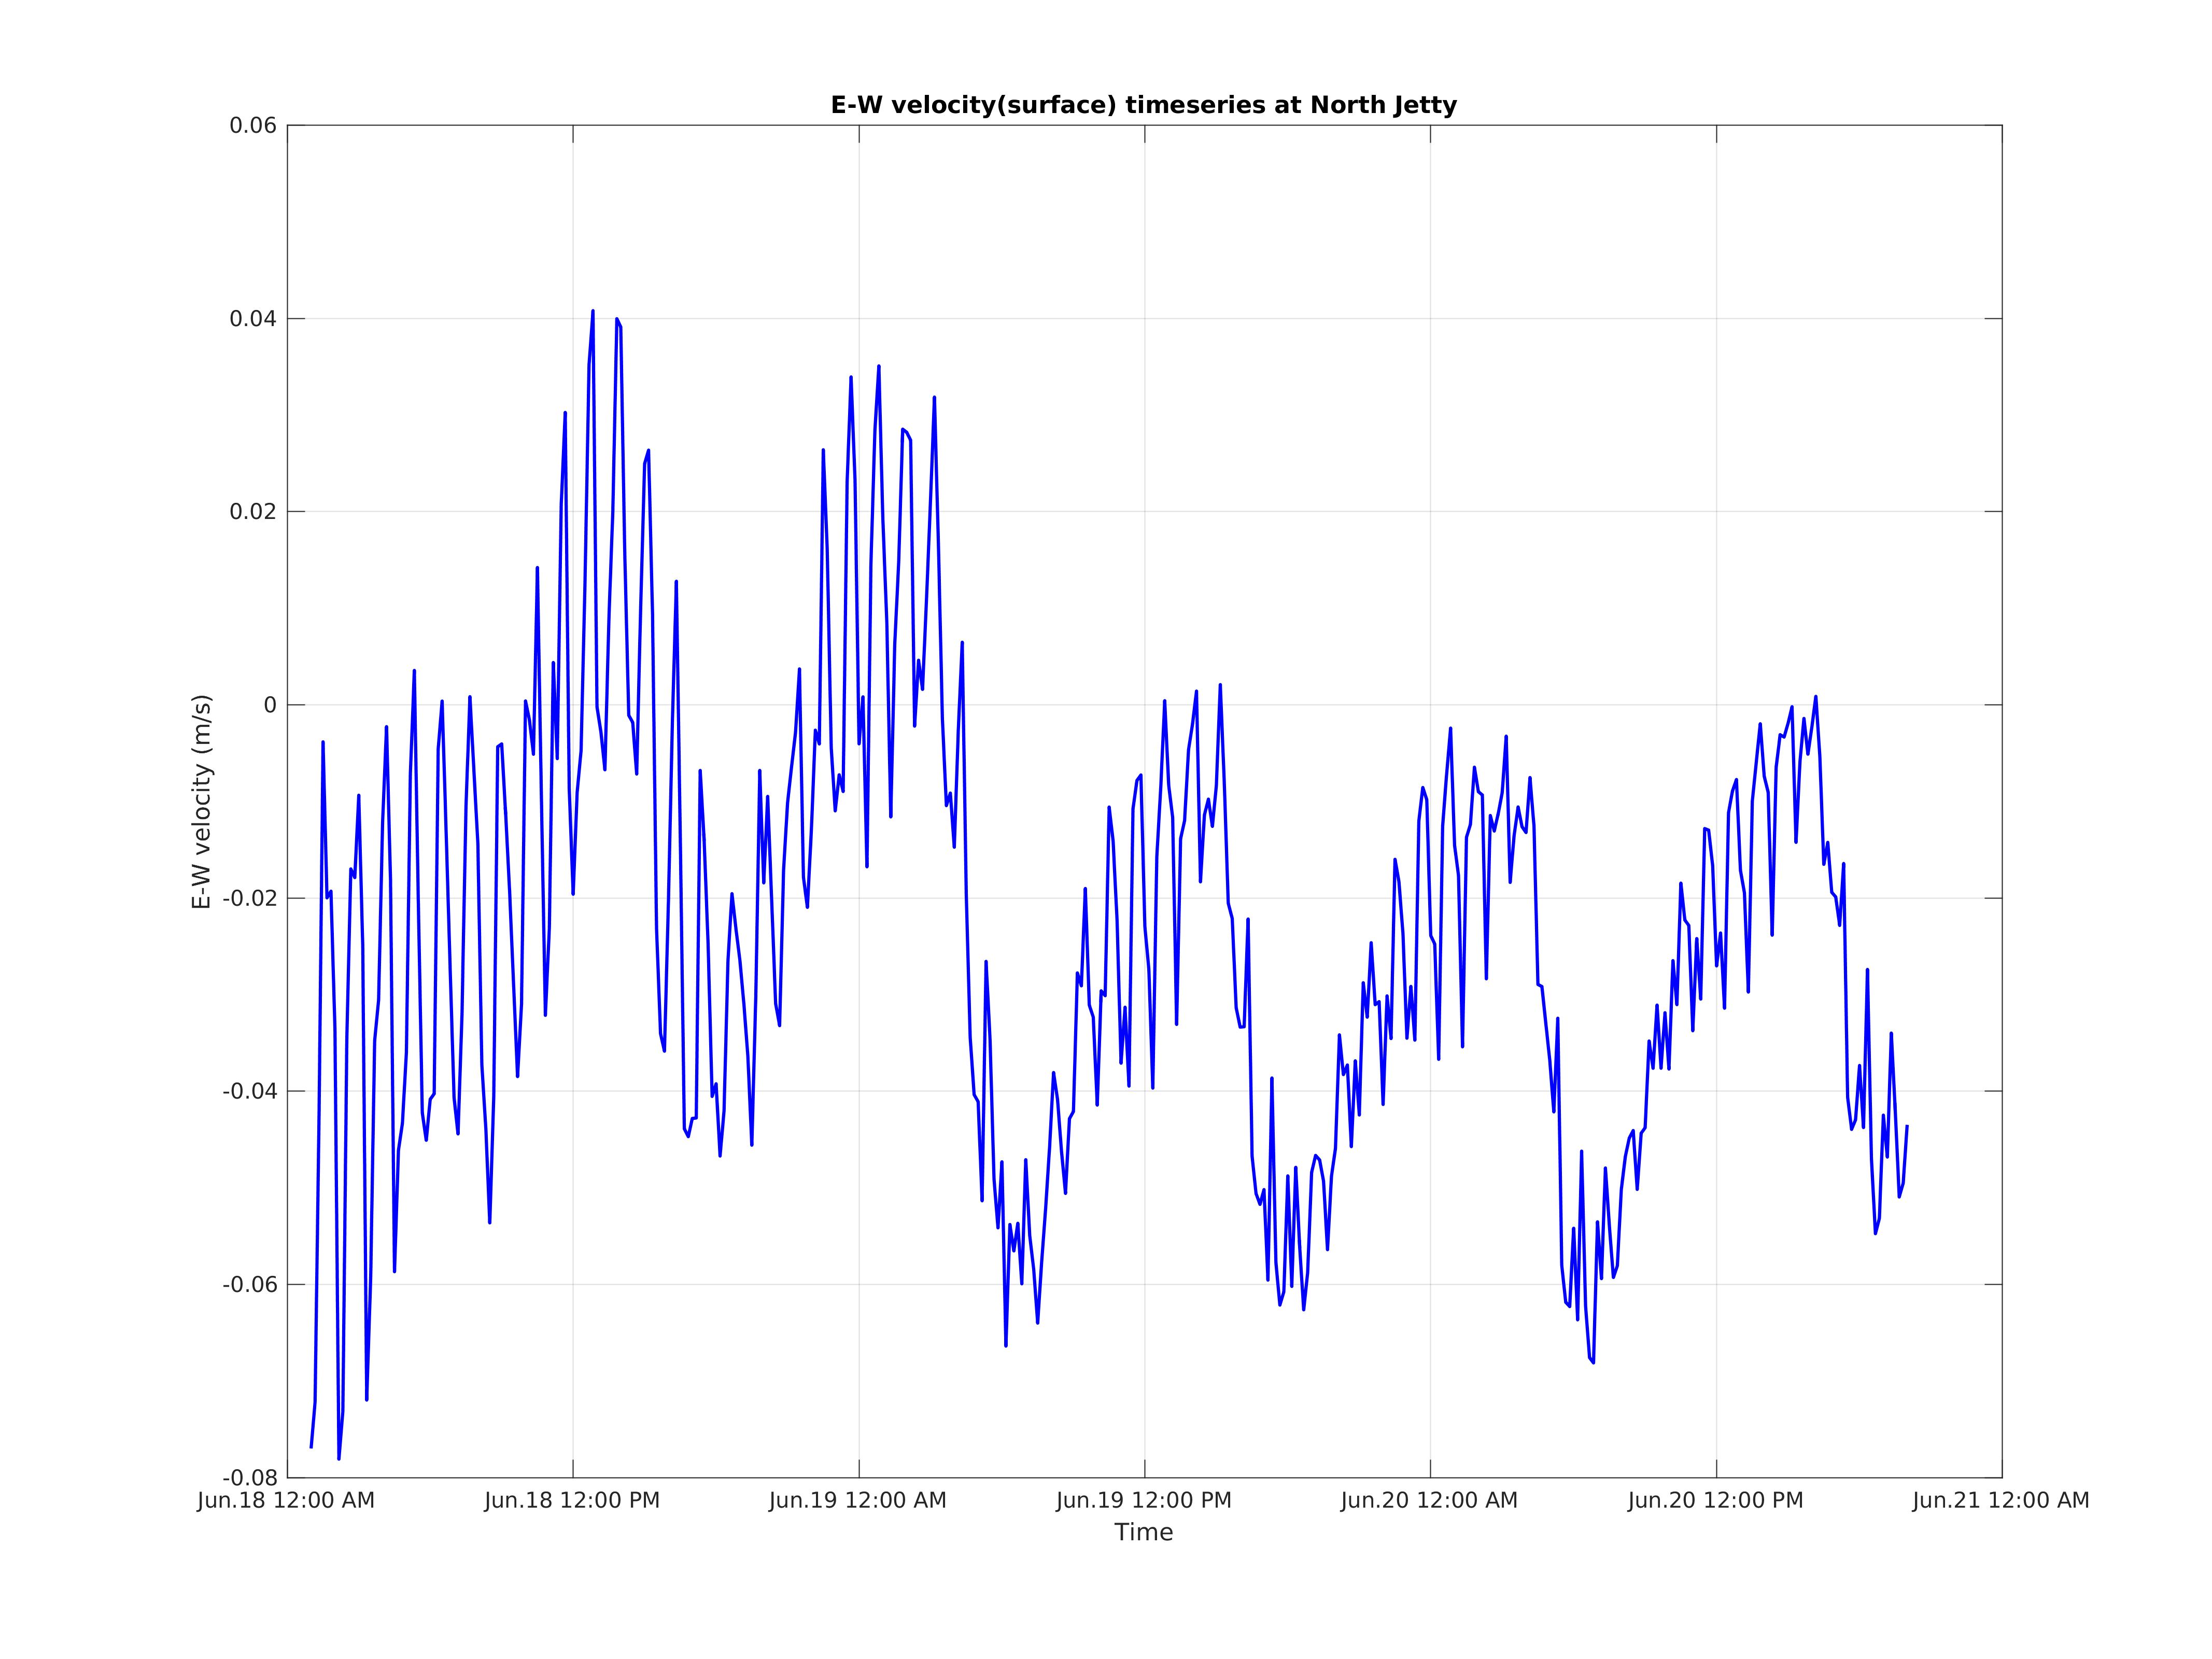 E-W velocity(surface) timeseries at North Jetty
0.06
0.04
0.02
0
-0.02
-0.04
-0.06
-0.08
E-W velocity (m/s)
Jun.18 12:00 AM Jun.18 12:00 PM Jun.19 12:00 AM Jun.19 12:00 PM Jun.20 12:00 AM Jun.20 12:00 PM Jun.21 12:00 AM
Time